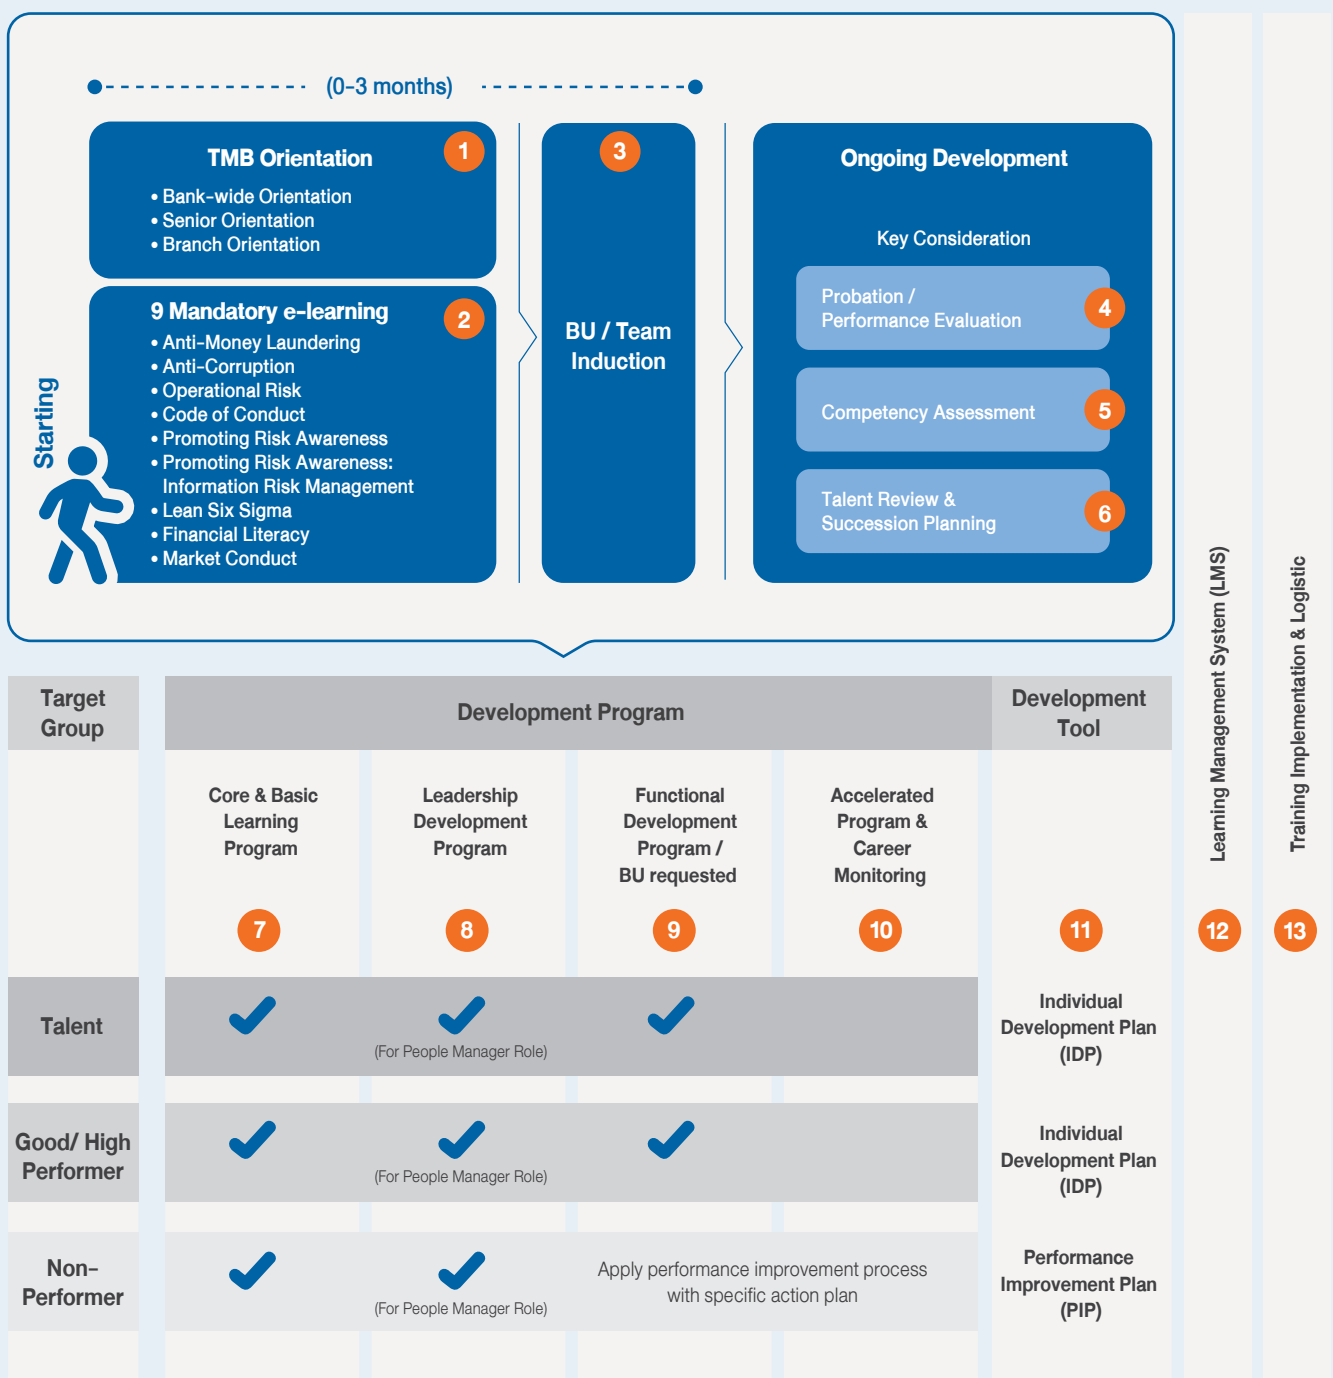 (0-3 months)
TMB Orientation
1
• Bank-wide Orientation
• Senior Orientation
• Branch Orientation
9 Mandatory e-learning
2
• Anti-Money Laundering
• Anti-Corruption
• Operational Risk
• Code of Conduct
• Promoting Risk Awareness
• Promoting Risk Awareness:
Information Risk Management
• Lean Six Sigma
• Financial Literacy
• Market Conduct
Starting
3
BU / Team
Induction
Ongoing Development
Key Consideration
Probation /
Performance Evaluation
4
Competency Assessment
5
Talent Review &
Succession Planning
6
Learning Management System (LMS)
12
Training Implementation & Logistic
13
Target
Group
Development Program
Development
Tool
Core & Basic
Learning
Program
7
Leadership
Development
Program
8
Functional
Development
Program /
BU requested
9
Accelerated
Program &
Career
Monitoring
10
11
Talent
(For People Manager Role)
Individual
Development Plan
(IDP)
Good/ High
Performer
(For People Manager Role)
Individual
Development Plan
(IDP)
Non-
Performer
(For People Manager Role)
Apply performance improvement process
with specific action plan
Performance
Improvement Plan
(PIP)